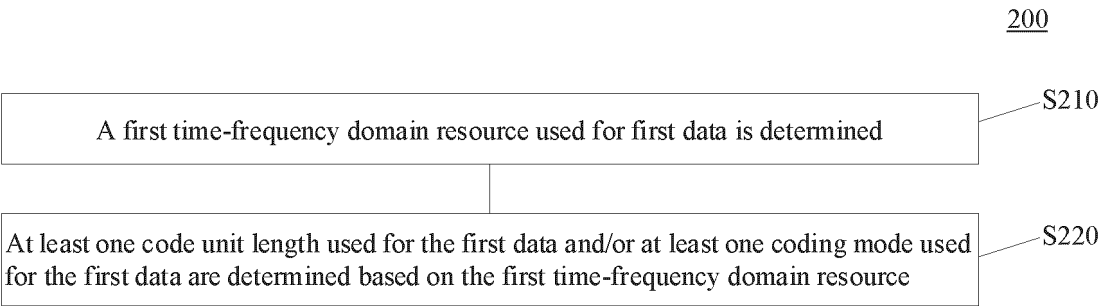 200
A first time-frequency domain resource used for first data is determined
S210
At least one code unit length used for the first data and/or at least one coding mode used
for the first data are determined based on the first time-frequency domain resource
S220